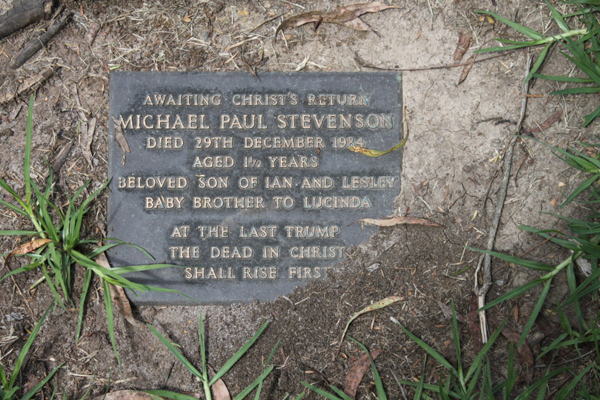 AWAITING CHRIST'S RETURN
MICHAEL PAUL STEVENSON
DIED 29TH DECEMBER 1984
AGED 1½ YEARS
BELOVED SON OF IAN AND LESLEY
BABY BROTHER TO LUCINDA
AT THE LAST TRUMP
THE DEAD IN CHRIST
SHALL RISE FIRST